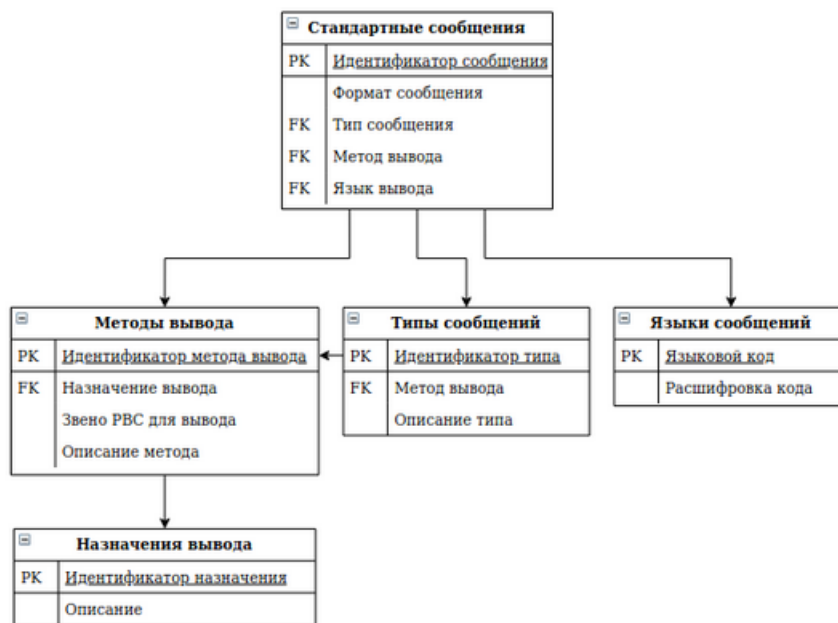 Стандартные сообщения
PK Идентификатор сообщения
Формат сообщения
FK Тип сообщения
FK Метод вывода
FK Язык вывода
Методы вывода
PK Идентификатор метода вывода
FK Назначение вывода
Звено РВС для вывода
Описание метода
Типы сообщений
PK Идентификатор типа
FK Метод вывода
Описание типа
Языки сообщений
PK Языковой код
Расшифровка кода
Назначения вывода
PK Идентификатор назначения
Описание